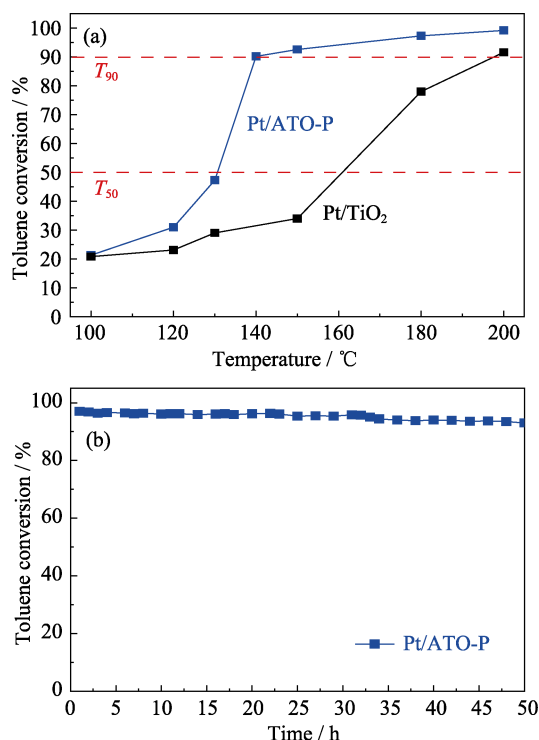 (a)
100
90
80
70
60
50
40
30
20
10
0
Toluene conversion / %
T₉₀
Pt/ATO-P
T₅₀
Pt/TiO₂
100 120 140 160 180 200
Temperature / ℃
(b)
100
80
60
40
20
0
Toluene conversion / %
Pt/ATO-P
0 5 10 15 20 25 30 35 40 45 50
Time / h